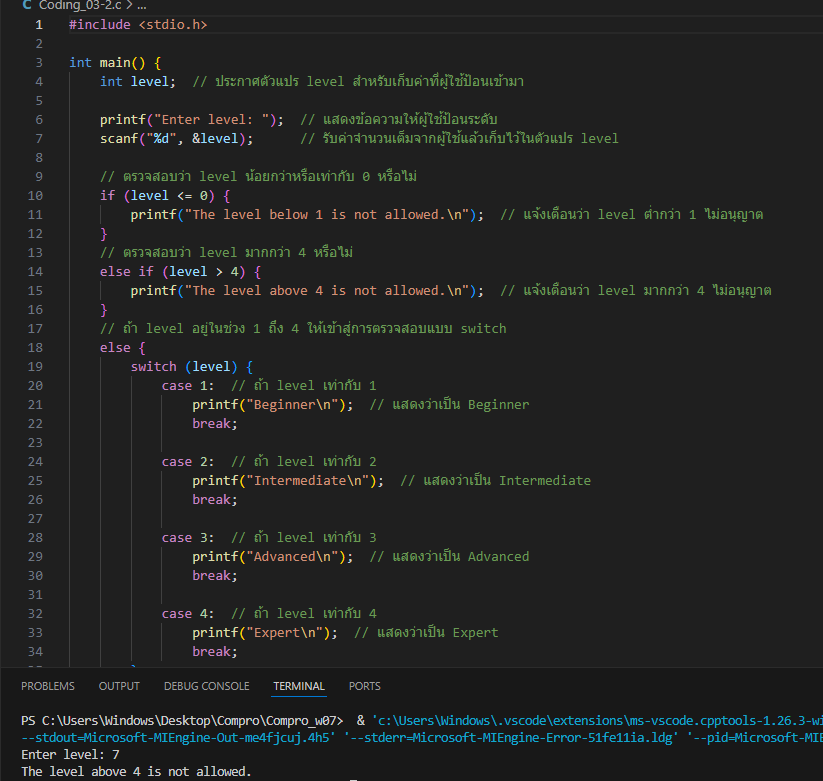 C Coding_03-2.c > ...
1 #include <stdio.h>
2
3 int main() {
4 int level; // ประกาศตัวแปร level สำหรับเก็บค่าที่ผู้ใช้ป้อนเข้ามา
5
6 printf("Enter level: "); // แสดงข้อความให้ผู้ใช้ป้อนระดับ
7 scanf("%d", &level); // รับค่าจำนวนเต็มจากผู้ใช้แล้วเก็บไว้ในตัวแปร level
8
9 // ตรวจสอบว่า level น้อยกว่าหรือเท่ากับ 0 หรือไม่
10 if (level <= 0) {
11 printf("The level below 1 is not allowed.\n"); // แจ้งเตือนว่า level ต่ำกว่า 1 ไม่อนุญาต
12 }
13 // ตรวจสอบว่า level มากกว่า 4 หรือไม่
14 else if (level > 4) {
15 printf("The level above 4 is not allowed.\n"); // แจ้งเตือนว่า level มากกว่า 4 ไม่อนุญาต
16 }
17 // ถ้า level อยู่ในช่วง 1 ถึง 4 ให้เข้าสู่การตรวจสอบแบบ switch
18 else {
19 switch (level) {
20 case 1: // ถ้า level เท่ากับ 1
21 printf("Beginner\n"); // แสดงว่าเป็น Beginner
22 break;
23
24 case 2: // ถ้า level เท่ากับ 2
25 printf("Intermediate\n"); // แสดงว่าเป็น Intermediate
26 break;
27
28 case 3: // ถ้า level เท่ากับ 3
29 printf("Advanced\n"); // แสดงว่าเป็น Advanced
30 break;
31
32 case 4: // ถ้า level เท่ากับ 4
33 printf("Expert\n"); // แสดงว่าเป็น Expert
34 break;
PROBLEMS OUTPUT DEBUG CONSOLE TERMINAL PORTS
PS C:\Users\Windows\Desktop\Compro\Compro_w07> & 'c:\Users\Windows\.vscode\extensions\ms-vscode.cpptools-1.26.3-wi
--stdout=Microsoft-MIEngine-Out-me4fjcuj.4h5' '--stderr=Microsoft-MIEngine-Error-51fe11ia.ldg' '--pid=Microsoft-MI
Enter level: 7
The level above 4 is not allowed.